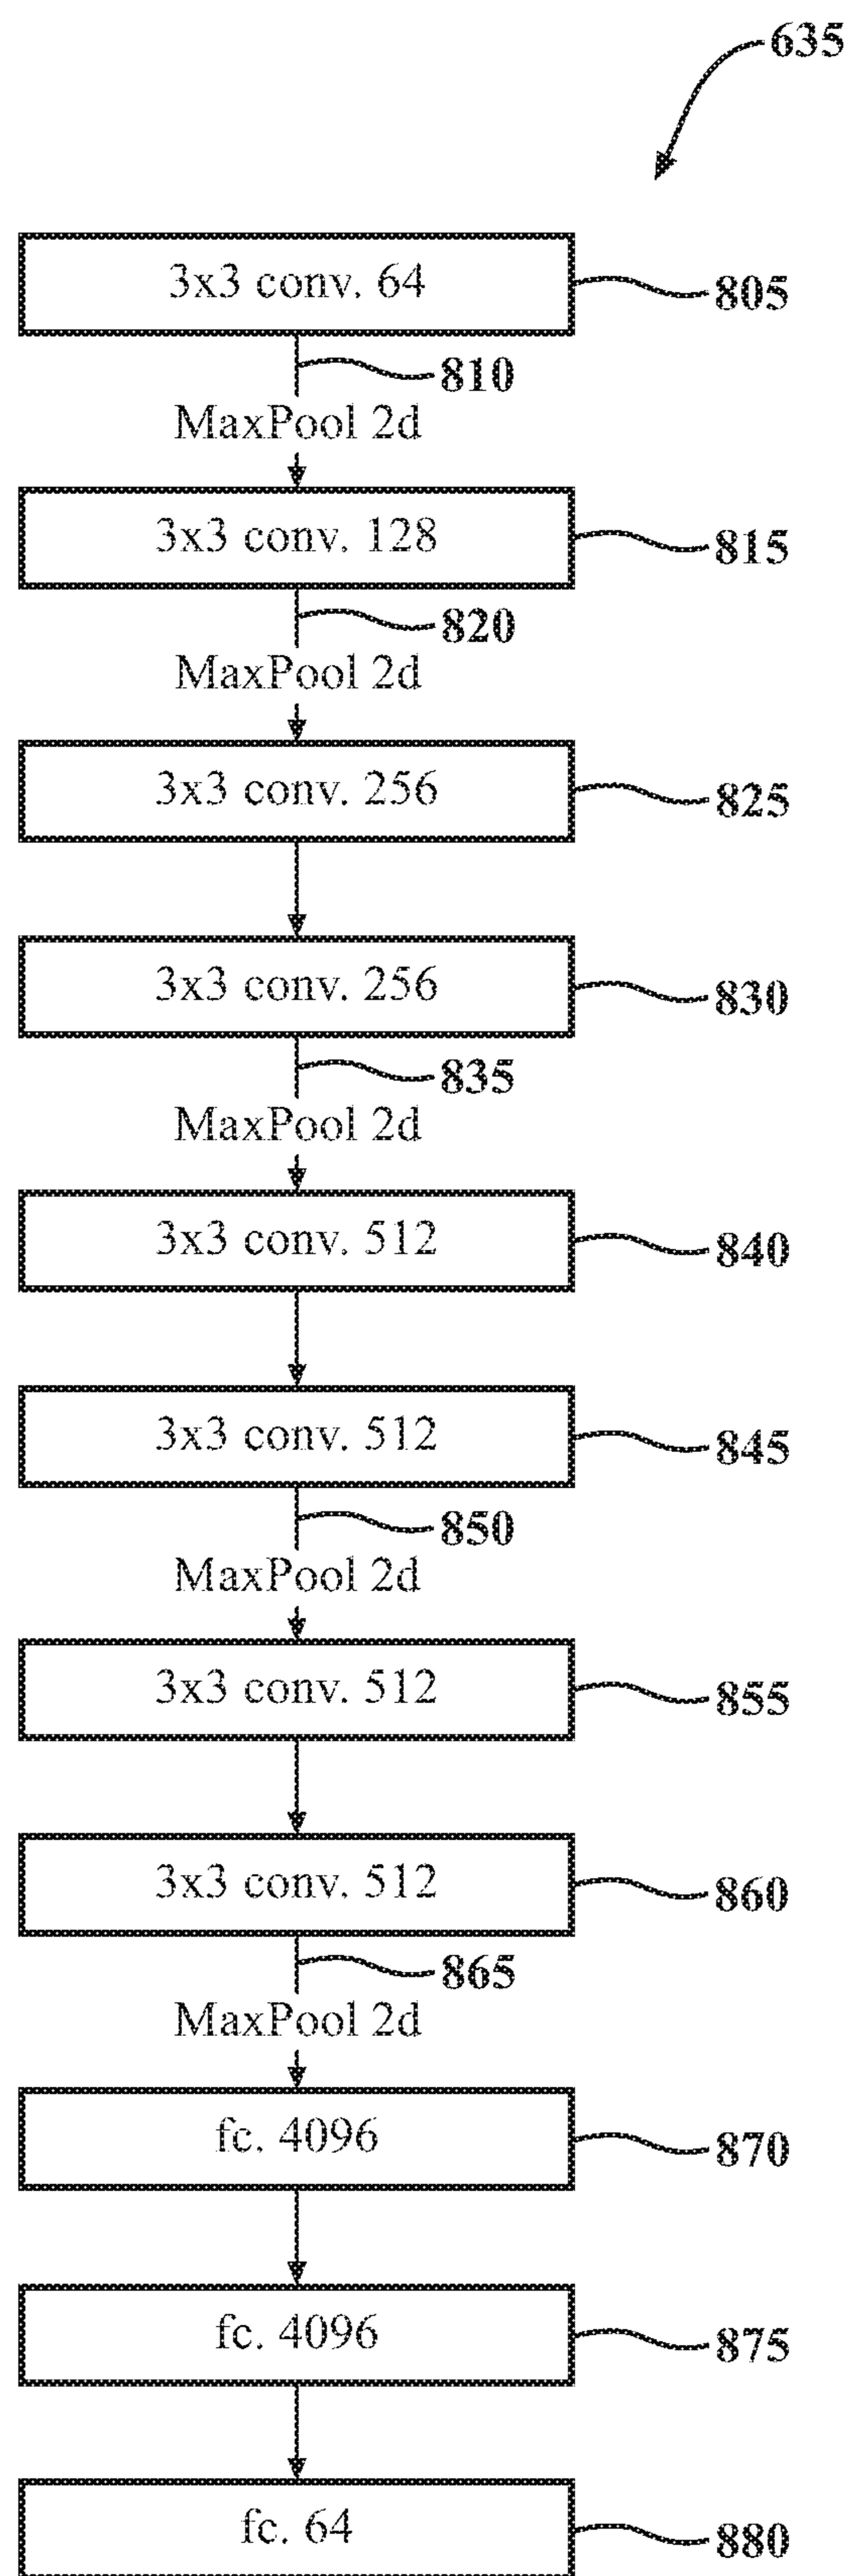 635
3x3 conv. 64
805
810
MaxPool 2d
3x3 conv. 128
815
820
MaxPool 2d
3x3 conv. 256
825
3x3 conv. 256
830
835
MaxPool 2d
3x3 conv. 512
840
3x3 conv. 512
845
850
MaxPool 2d
3x3 conv. 512
855
3x3 conv. 512
860
865
MaxPool 2d
fc. 4096
870
fc. 4096
875
fc. 64
880